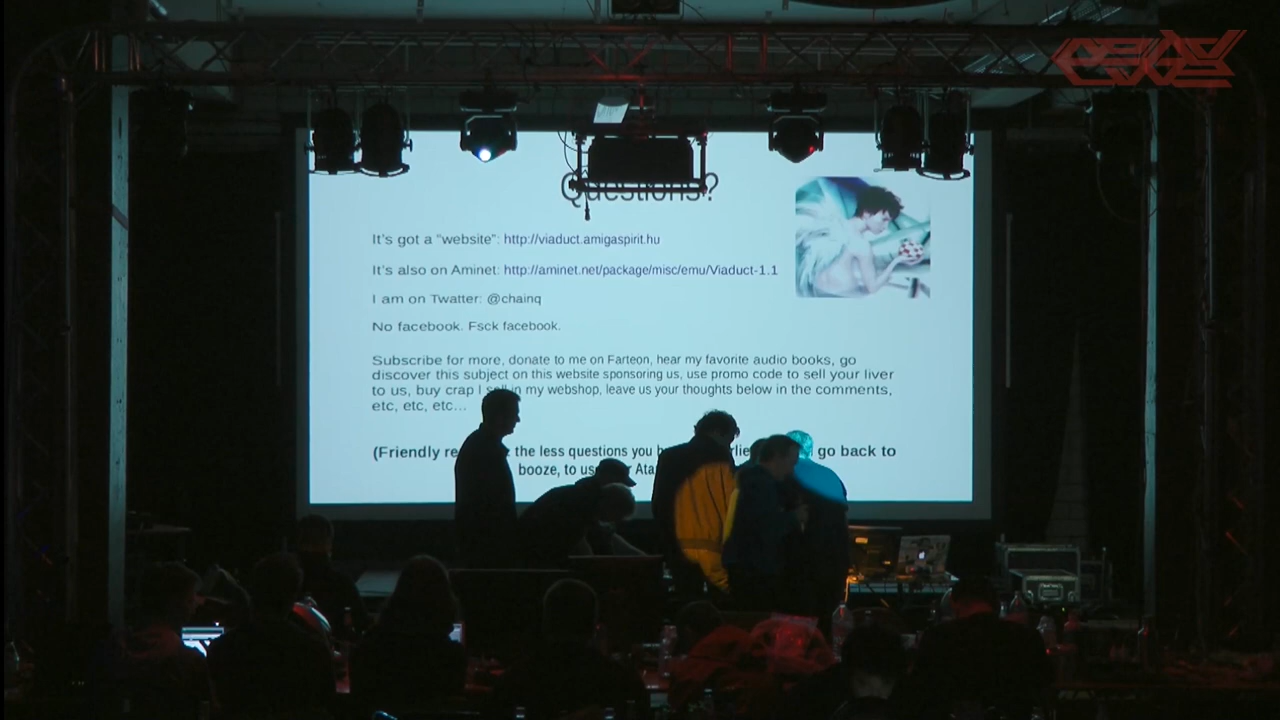 Questions?
It's got a "website": http://viaduct.amigaspirit.hu
It's also on Aminet: http://aminet.net/package/misc/emu/Viaduct-1.1
I am on Twatter: @chainq
No facebook. Fsck facebook.
Subscribe for more, donate to me on Farteon, hear my favorite audio books, go
discover this subject on this website sponsoring us, use promo code to sell your liver
to us, buy crap I sell in my webshop, leave us your thoughts below in the comments,
etc, etc, etc...
(Friendly the less questions you go back to
booze, to